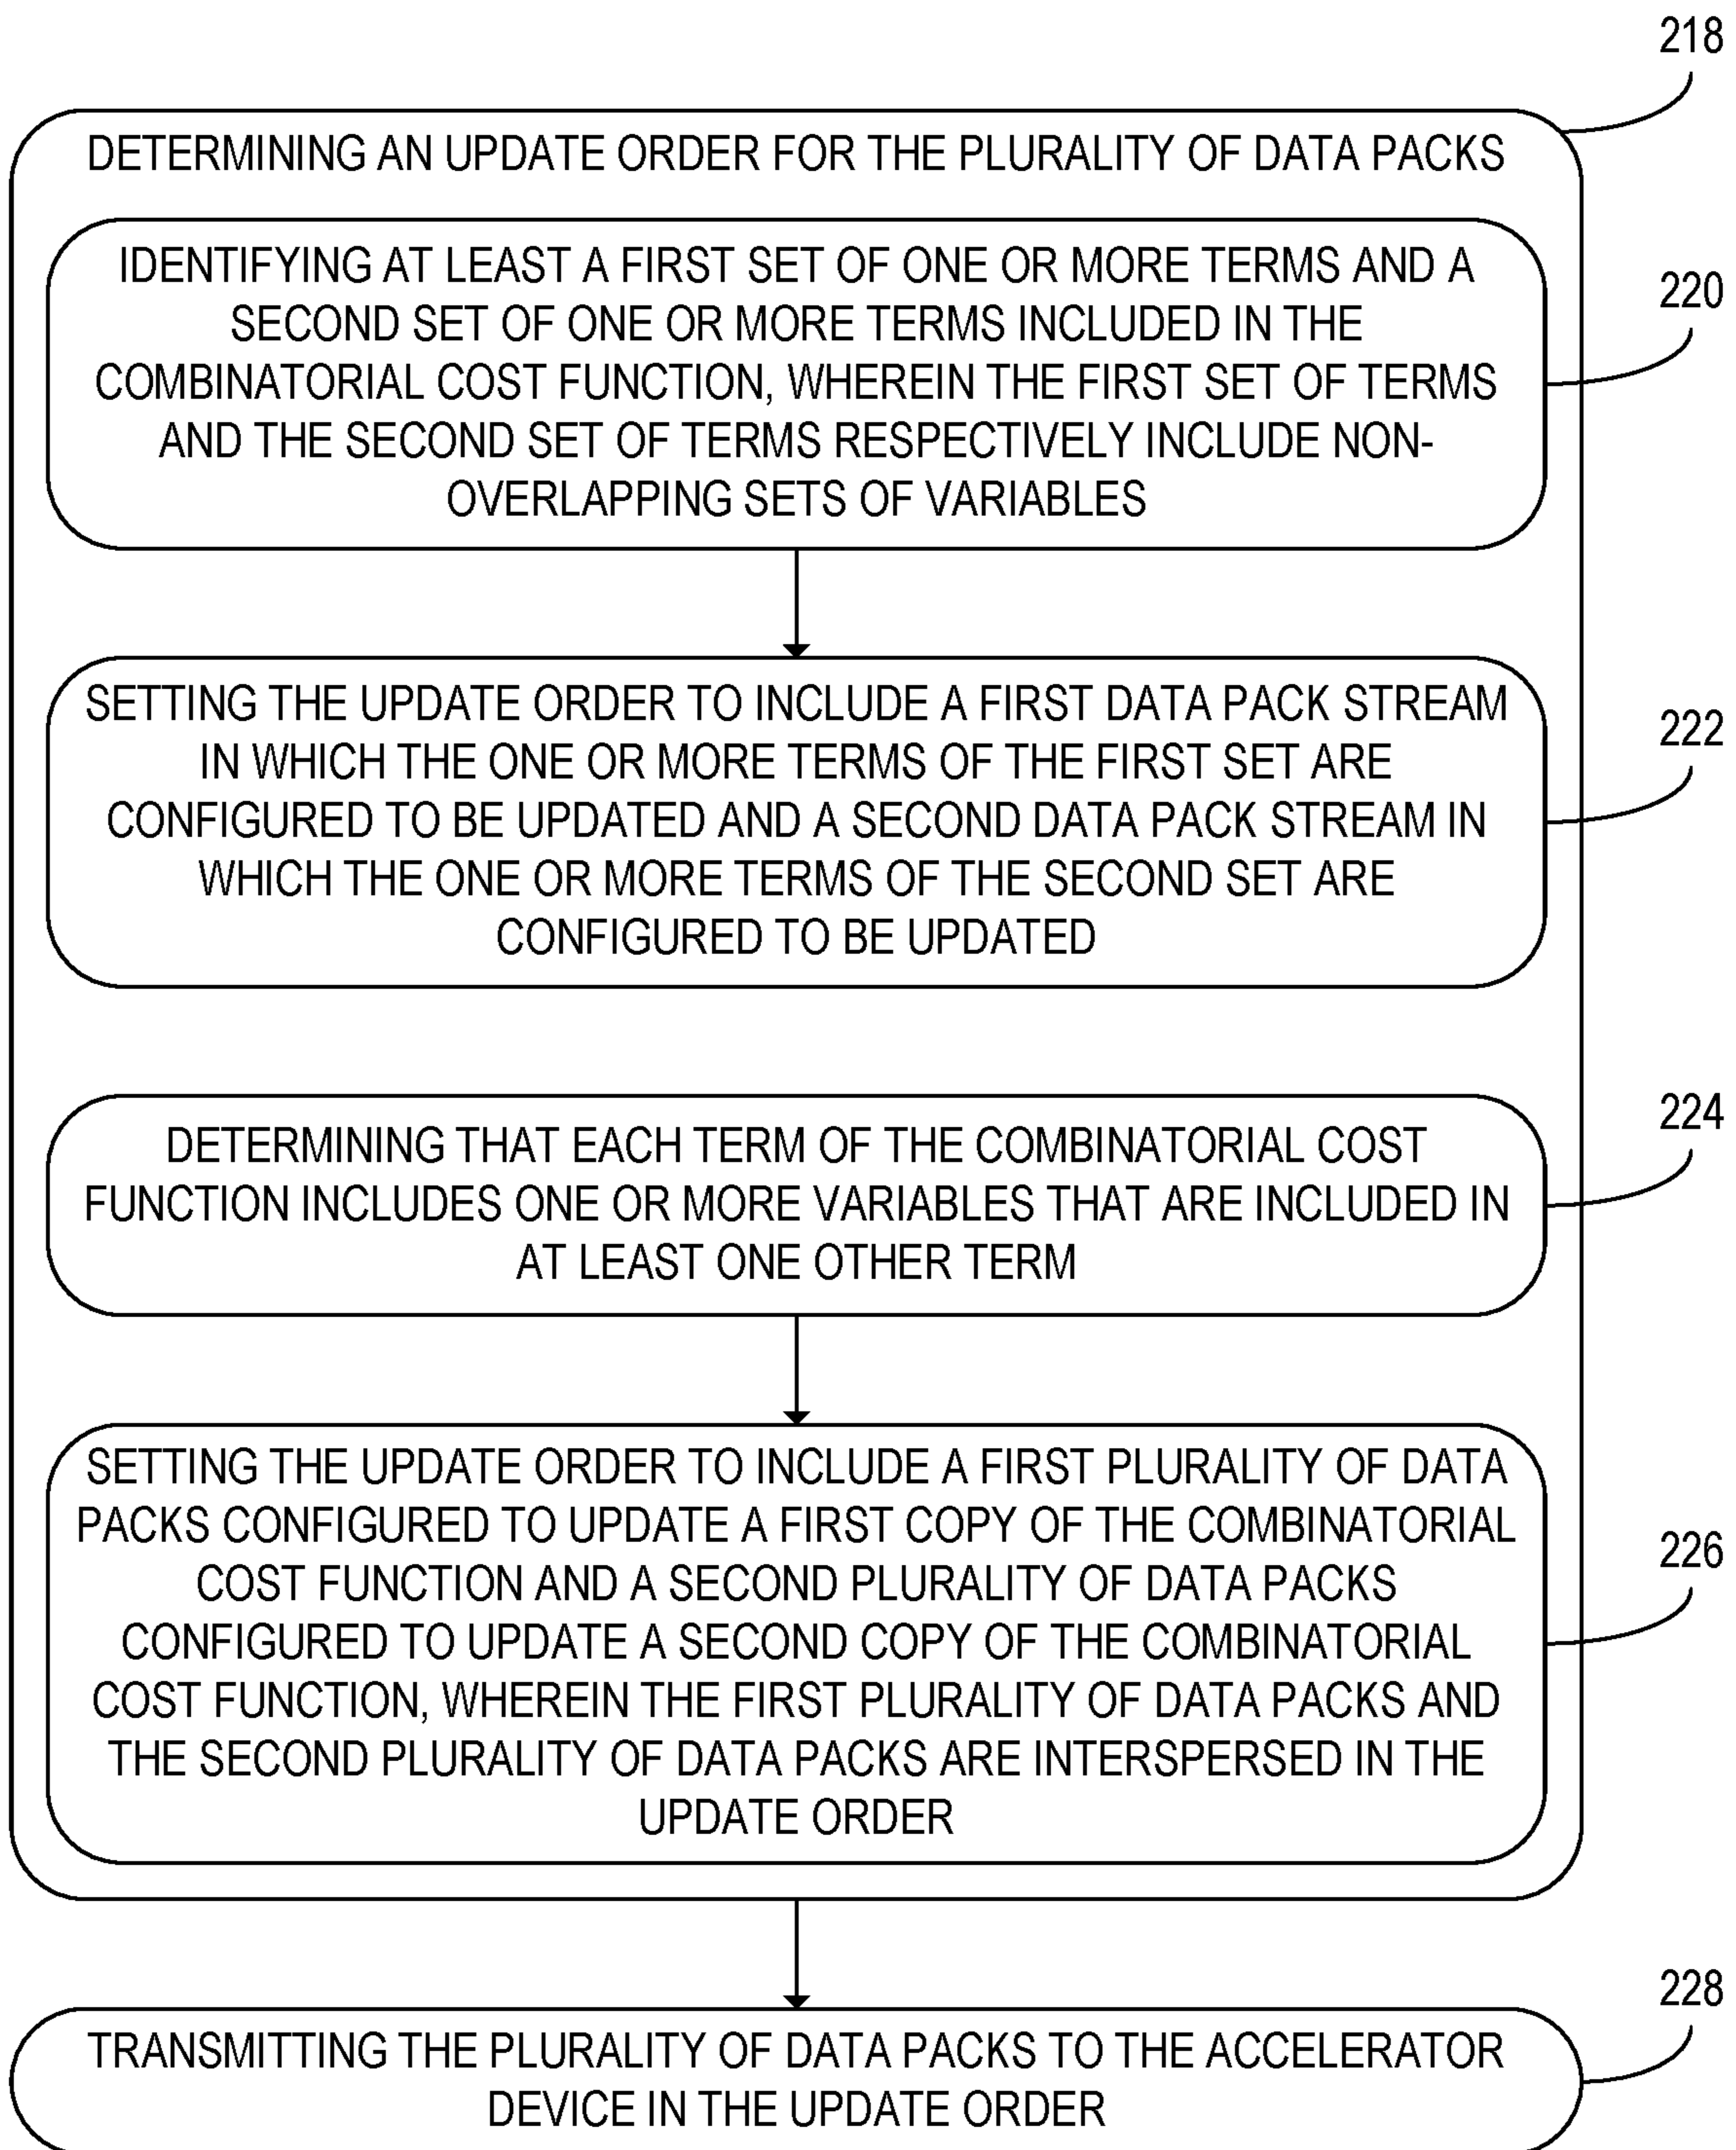 218
DETERMINING AN UPDATE ORDER FOR THE PLURALITY OF DATA PACKS
IDENTIFYING AT LEAST A FIRST SET OF ONE OR MORE TERMS AND A
SECOND SET OF ONE OR MORE TERMS INCLUDED IN THE
COMBINATORIAL COST FUNCTION, WHEREIN THE FIRST SET OF TERMS
AND THE SECOND SET OF TERMS RESPECTIVELY INCLUDE NON-
OVERLAPPING SETS OF VARIABLES
220
SETTING THE UPDATE ORDER TO INCLUDE A FIRST DATA PACK STREAM
IN WHICH THE ONE OR MORE TERMS OF THE FIRST SET ARE
CONFIGURED TO BE UPDATED AND A SECOND DATA PACK STREAM IN
WHICH THE ONE OR MORE TERMS OF THE SECOND SET ARE
CONFIGURED TO BE UPDATED
222
DETERMINING THAT EACH TERM OF THE COMBINATORIAL COST
FUNCTION INCLUDES ONE OR MORE VARIABLES THAT ARE INCLUDED IN
AT LEAST ONE OTHER TERM
224
SETTING THE UPDATE ORDER TO INCLUDE A FIRST PLURALITY OF DATA
PACKS CONFIGURED TO UPDATE A FIRST COPY OF THE COMBINATORIAL
COST FUNCTION AND A SECOND PLURALITY OF DATA PACKS
CONFIGURED TO UPDATE A SECOND COPY OF THE COMBINATORIAL
COST FUNCTION, WHEREIN THE FIRST PLURALITY OF DATA PACKS AND
THE SECOND PLURALITY OF DATA PACKS ARE INTERSPERSED IN THE
UPDATE ORDER
226
TRANSMITTING THE PLURALITY OF DATA PACKS TO THE ACCELERATOR
DEVICE IN THE UPDATE ORDER
228